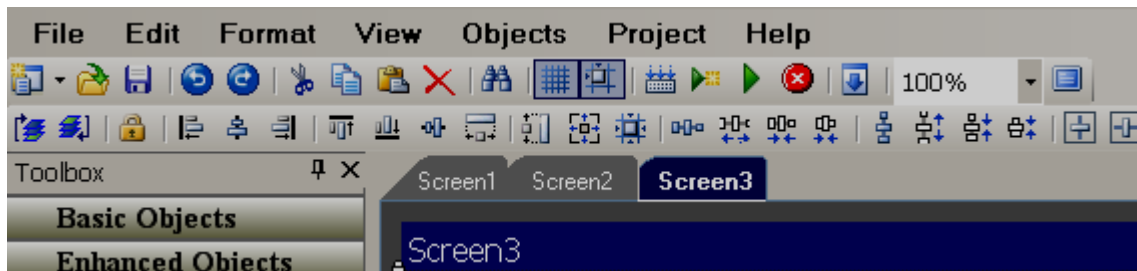 File Edit Format View Objects Project Help
100%
Toolbox
Screen1 Screen2 Screen3
Basic Objects
Screen3
Enhanced Objects